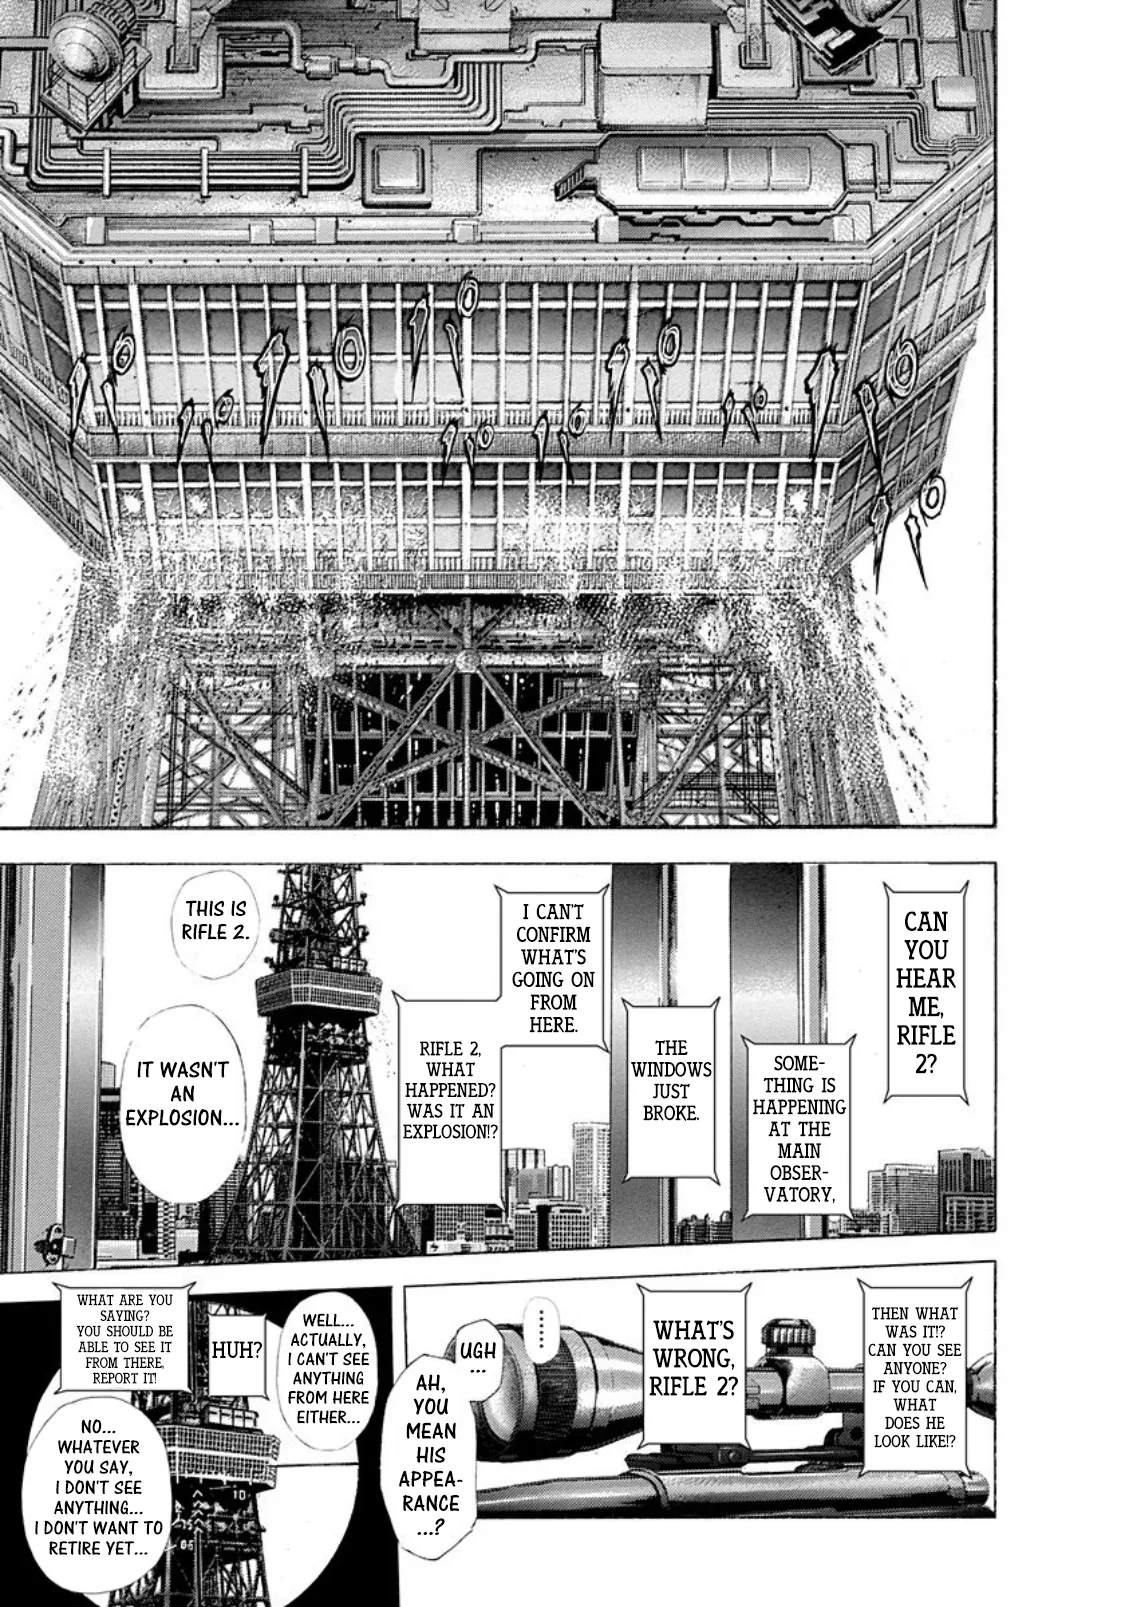 CAN
YOU
HEAR
ME,
RIFLE
2?
SOME-
THING IS
HAPPENING
AT THE
MAIN
OBSER-
VATORY,
THE
WINDOWS
JUST
BROKE.
I CAN'T
CONFIRM
WHAT'S
GOING ON
FROM
HERE.
RIFLE 2,
WHAT
HAPPENED?
WAS IT AN
EXPLOSION!?
THIS IS
RIFLE 2.
IT WASN'T
AN
EXPLOSION...
THEN WHAT
WAS IT!?
CAN YOU SEE
ANYONE?
IF YOU CAN,
WHAT
DOES HE
LOOK LIKE!?
WHAT'S
WRONG,
RIFLE 2?
......
UGH
...
AH,
YOU
MEAN
HIS
APPEA-
RANCE
...?
WELL...
ACTUALLY,
I CAN'T SEE
ANYTHING
FROM HERE
EITHER...
HUH?
WHAT ARE YOU
SAYING?
YOU SHOULD BE
ABLE TO SEE IT
FROM THERE,
REPORT IT!
NO...
WHATEVER
YOU SAY,
I DON'T SEE
ANYTHING...
I DON'T WANT TO
RETIRE YET...
10